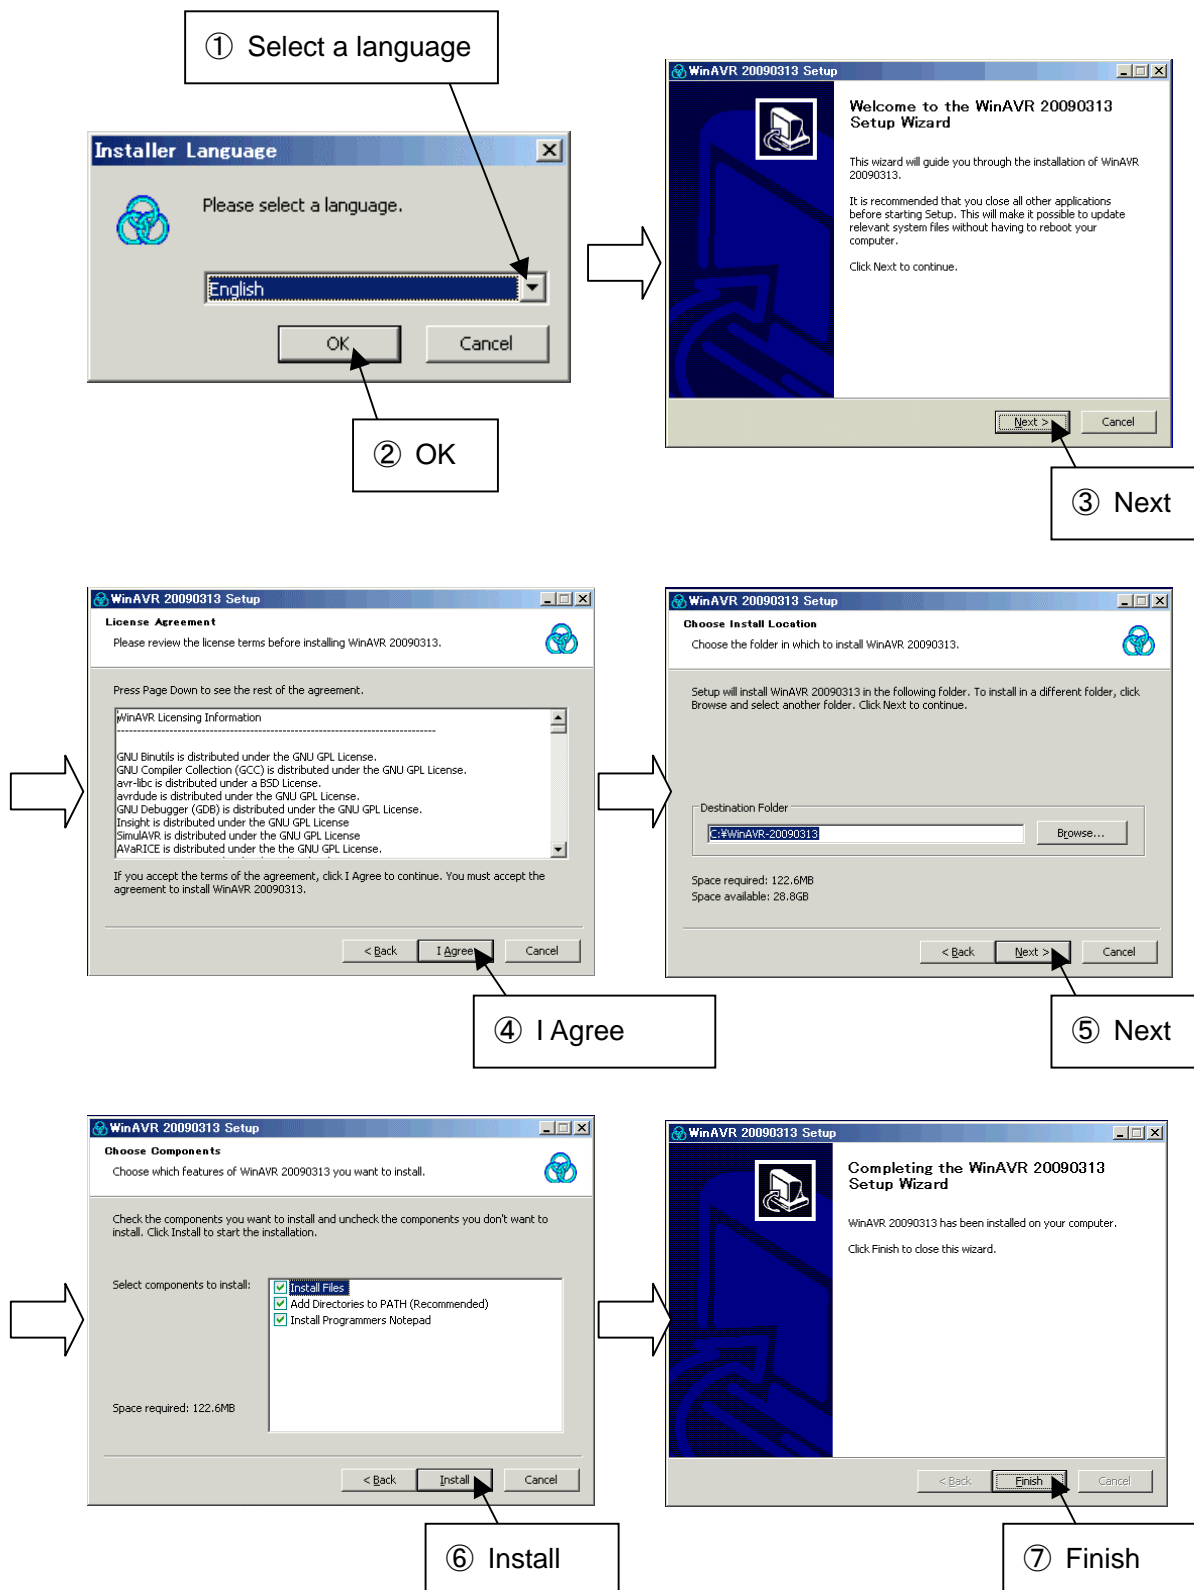 ① Select a language
Installer Language
Please select a language.
English
OK
Cancel
② OK
WinAVR 20090313 Setup
Welcome to the WinAVR 20090313
Setup Wizard
This wizard will guide you through the installation of WinAVR
20090313.
It is recommended that you close all other applications
before starting Setup. This will make it possible to update
relevant system files without having to reboot your
computer.
Click Next to continue.
Next >
Cancel
③ Next
WinAVR 20090313 Setup
License Agreement
Please review the license terms before installing WinAVR 20090313.
Press Page Down to see the rest of the agreement.
WinAVR Licensing Information
--------------------------------------------------------------------------------
GNU Binutils is distributed under the GNU GPL License.
GNU Compiler Collection (GCC) is distributed under the GNU GPL License.
avr-libc is distributed under a BSD License.
avrdude is distributed under the GNU GPL License.
GNU Debugger (GDB) is distributed under the GNU GPL License.
Insight is distributed under the GNU GPL License
SimulAVR is distributed under the GNU GPL License
AVaRICE is distributed under the the GNU GPL License.
If you accept the terms of the agreement, click I Agree to continue. You must accept the
agreement to install WinAVR 20090313.
< Back
I Agree
Cancel
④ I Agree
WinAVR 20090313 Setup
Choose Install Location
Choose the folder in which to install WinAVR 20090313.
Setup will install WinAVR 20090313 in the following folder. To install in a different folder, click
Browse and select another folder. Click Next to continue.
Destination Folder
C:¥WinAVR-20090313
Browse...
Space required: 122.6MB
Space available: 28.8GB
< Back
Next >
Cancel
⑤ Next
WinAVR 20090313 Setup
Choose Components
Choose which features of WinAVR 20090313 you want to install.
Check the components you want to install and uncheck the components you don't want to
install. Click Install to start the installation.
Select components to install:
Install Files
Add Directories to PATH (Recommended)
Install Programmers Notepad
Space required: 122.6MB
< Back
Install
Cancel
⑥ Install
WinAVR 20090313 Setup
Completing the WinAVR 20090313
Setup Wizard
WinAVR 20090313 has been installed on your computer.
Click Finish to close this wizard.
< Back
Finish
Cancel
⑦ Finish